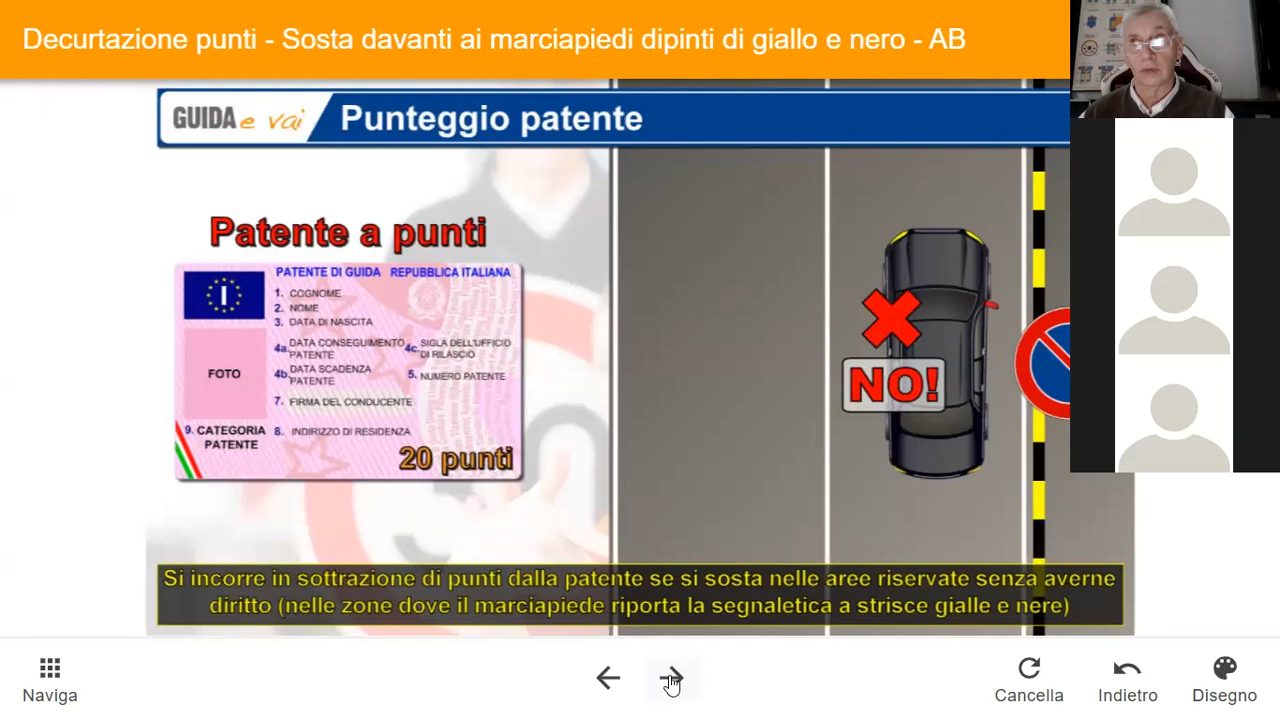 Decurtazione punti - Sosta davanti ai marciapiedi dipinti di giallo e nero - AB
GUIDA e vai
Punteggio patente
Patente a punti
PATENTE DI GUIDA REPUBBLICA ITALIANA
I
1. COGNOME
2. NOME
3. DATA DI NASCITA
4a. DATA CONSEGUIMENTO PATENTE
4c. SIGLA DELL'UFFICIO DI RILASCIO
4b. DATA SCADENZA PATENTE
5. NUMERO PATENTE
FOTO
7. FIRMA DEL CONDUCENTE
9. CATEGORIA PATENTE
8. INDIRIZZO DI RESIDENZA
20 punti
NO!
Si incorre in sottrazione di punti dalla patente se si sosta nelle aree riservate senza averne
diritto (nelle zone dove il marciapiede riporta la segnaletica a strisce gialle e nere)
Naviga
Cancella
Indietro
Disegno